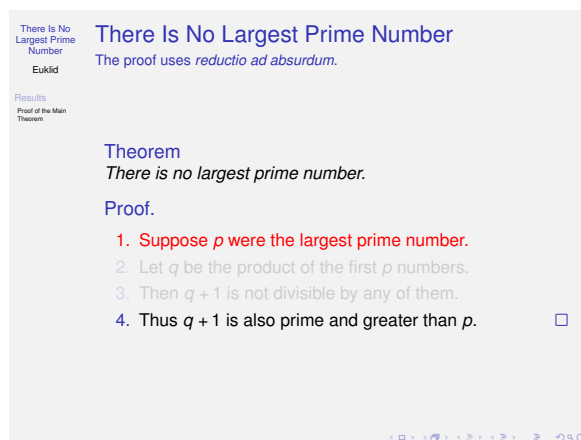 There Is No
Largest Prime
Number
Euklid
Results
Proof of the Main
Theorem
There Is No Largest Prime Number
The proof uses reductio ad absurdum.
Theorem
There is no largest prime number.
Proof.
1. Suppose p were the largest prime number.
2. Let q be the product of the first p numbers.
3. Then q + 1 is not divisible by any of them.
4. Thus q + 1 is also prime and greater than p.